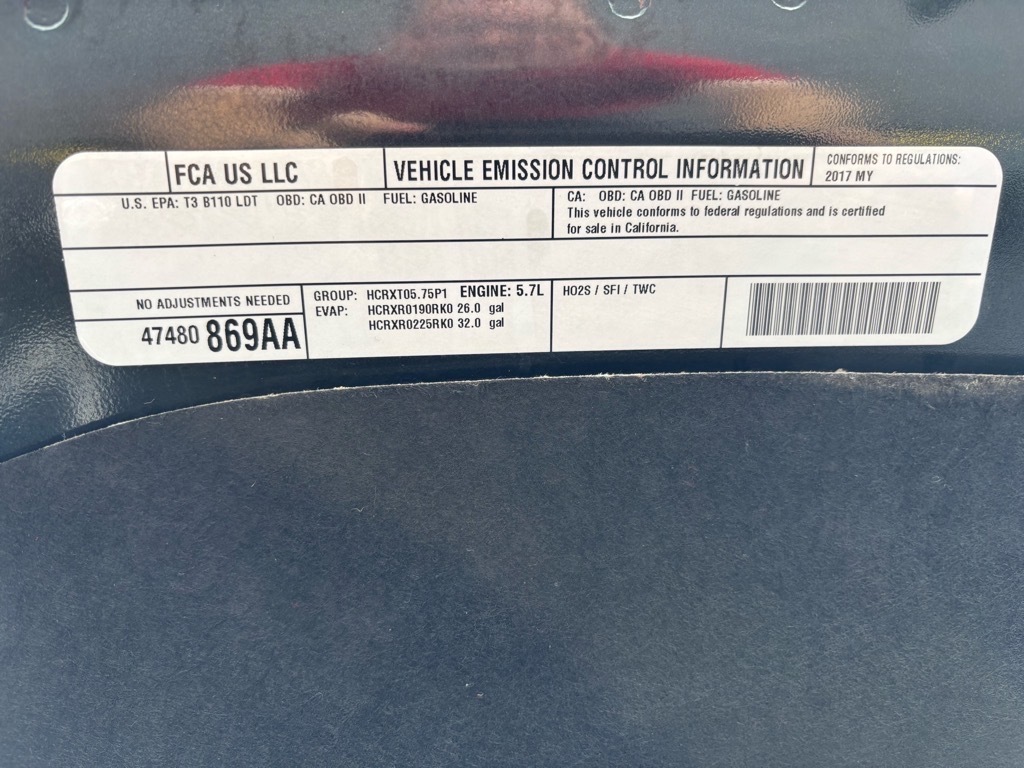 FCA US LLC
VEHICLE EMISSION CONTROL INFORMATION
CONFORMS TO REGULATIONS:
2017 MY
U.S. EPA: T3 B110 LDT OBD: CA OBD II FUEL: GASOLINE
CA: OBD: CA OBD II FUEL: GASOLINE
This vehicle conforms to federal regulations and is certified
for sale in California.
NO ADJUSTMENTS NEEDED
47480 869AA
GROUP: HCRXT05.75P1 ENGINE: 5.7L
EVAP: HCRXR0190RK0 26.0 gal
HCRXR0225RK0 32.0 gal
HO2S / SFI / TWC